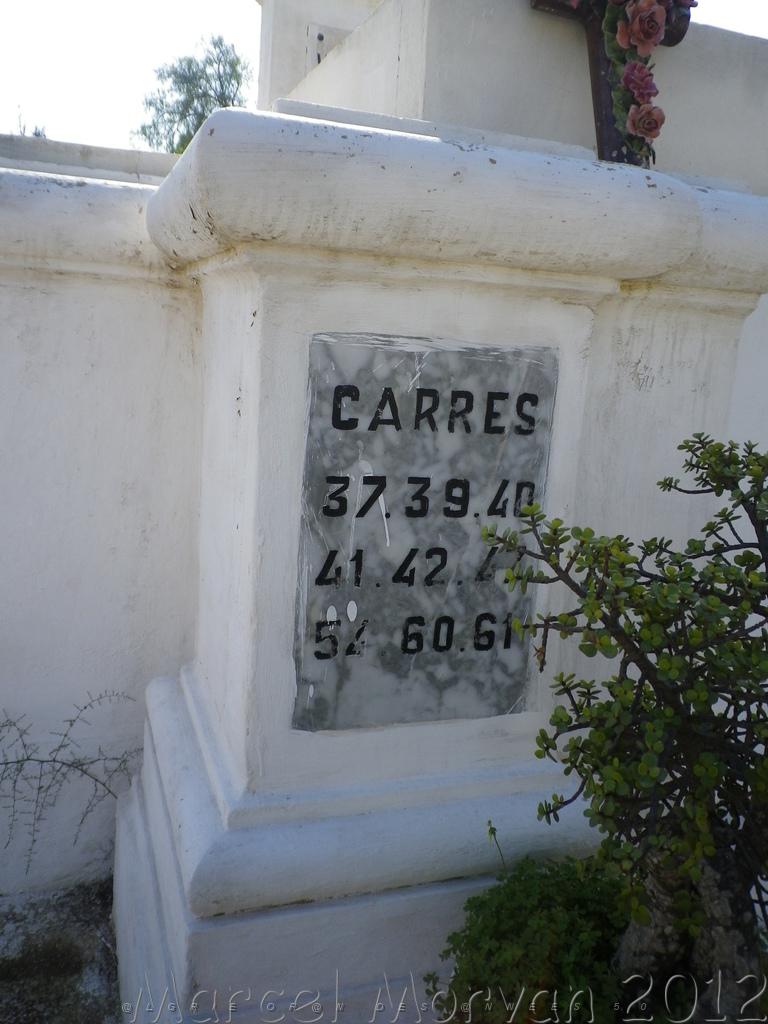 CARRES
37.39.40
41.42.
60.61
Marcel Morvan 2012